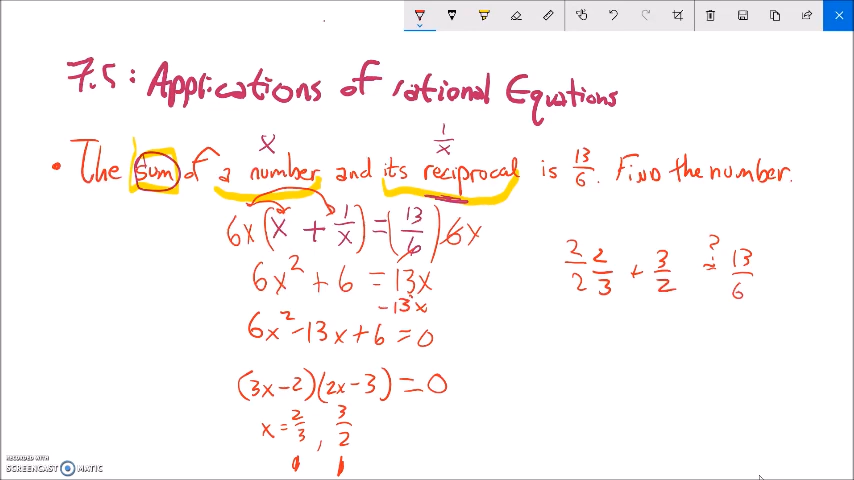 7.5: Applications of rational Equations
x 1/x
• The sum of a number and its reciprocal is 13/6. Find the number.
6x(x + 1/x) = (13/6) 6x
6x² + 6 = 13x
-13x
6x² - 13x + 6 = 0
(3x - 2)(2x - 3) = 0
x = 2/3, 3/2
2/2 2/3 + 3/2 ?= 13/6
RECORDED WITH
SCREENCAST MATIC